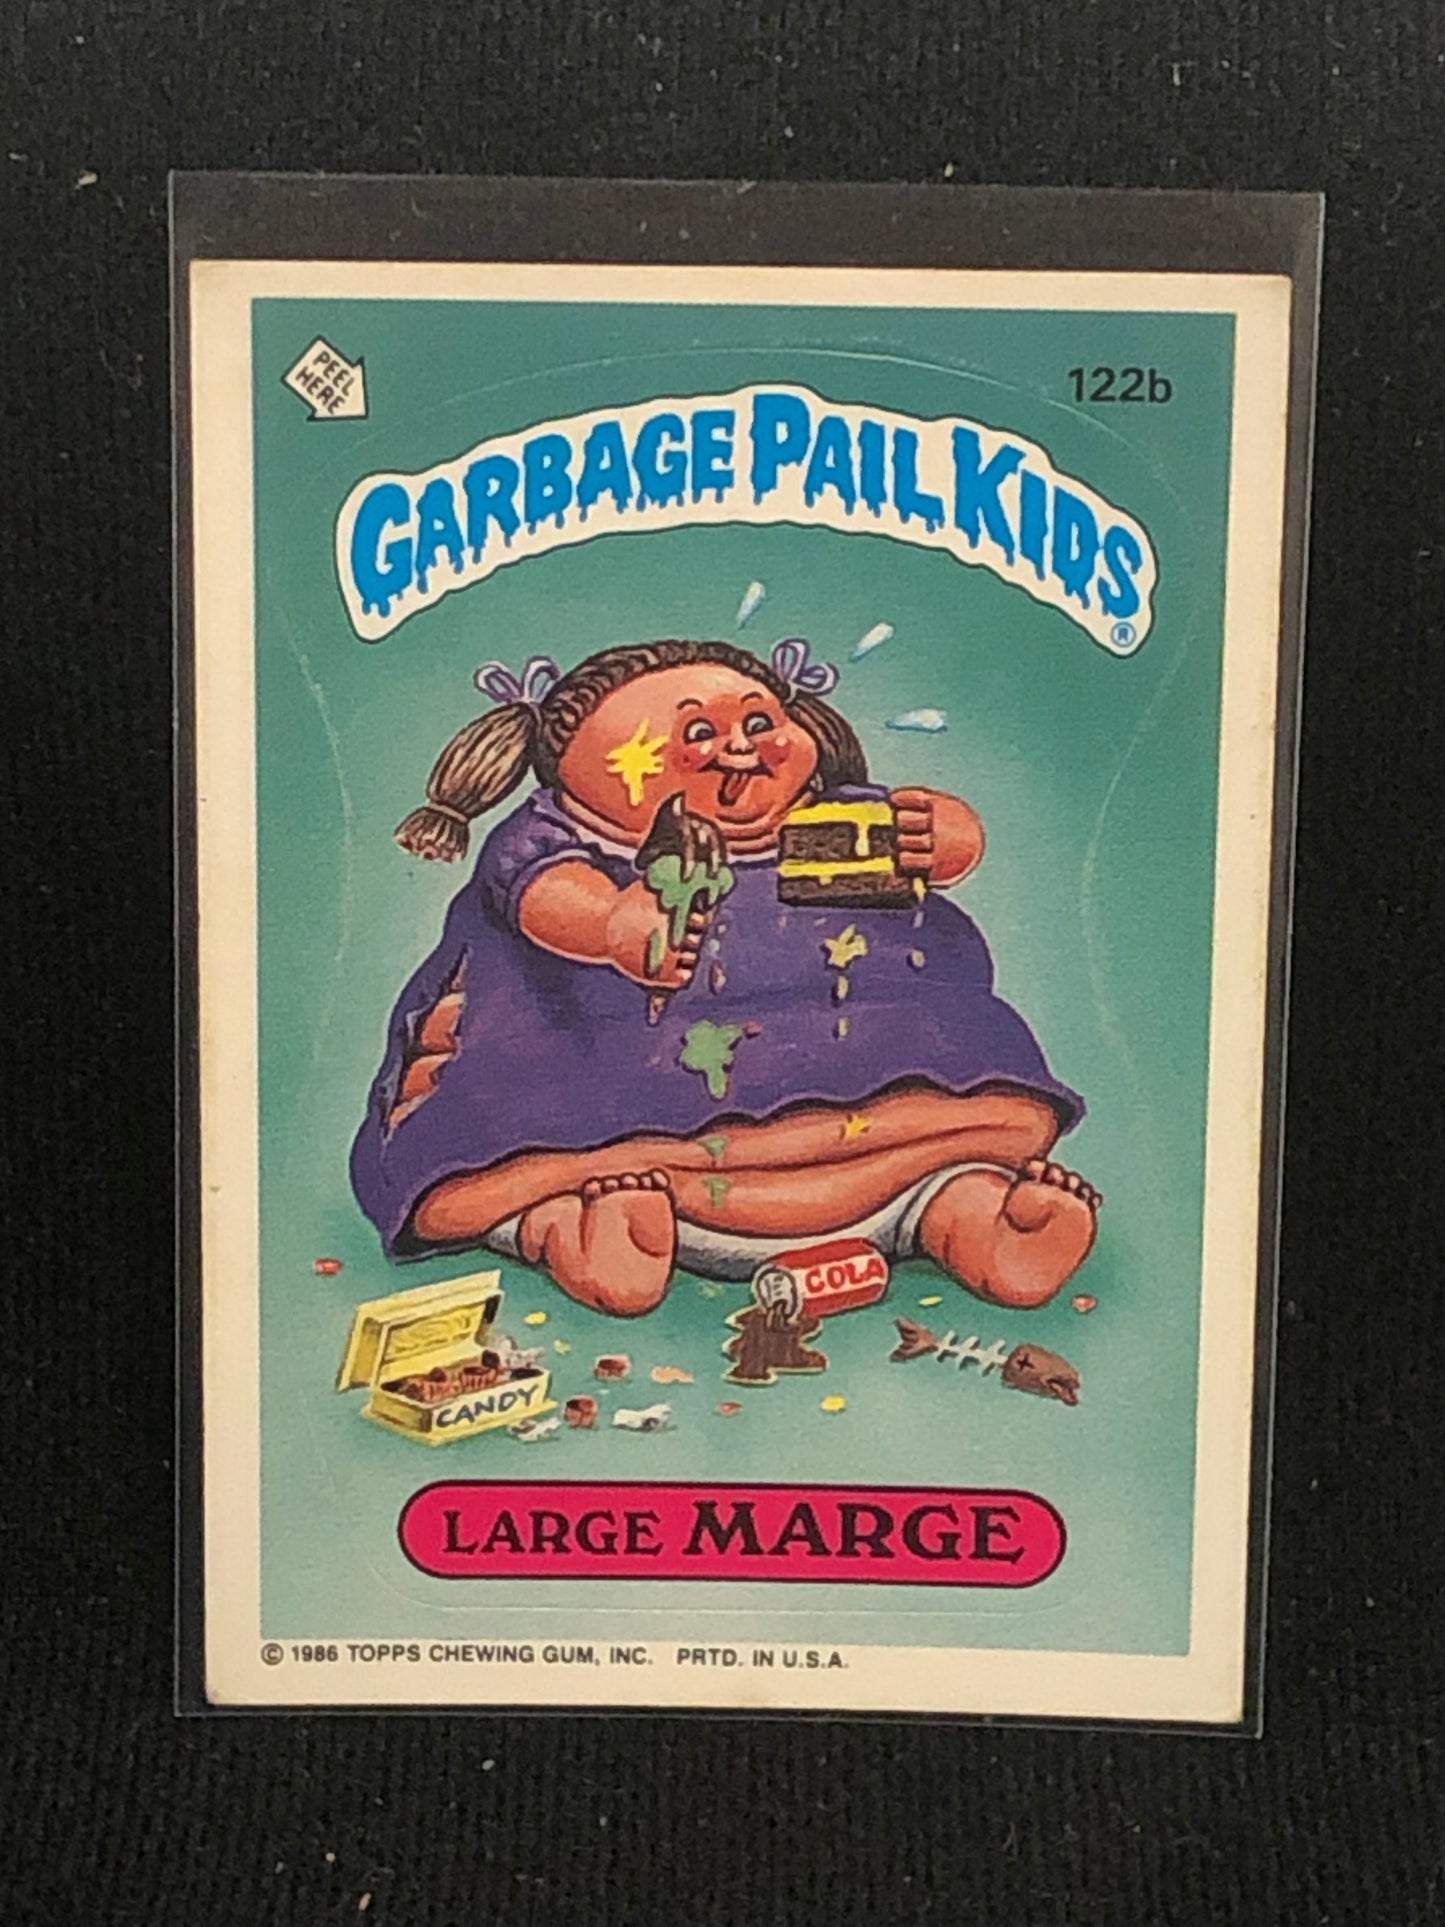 PEEL
HERE
122b
GARBAGE PAIL KIDS
®
COLA
CANDY
LARGE MARGE
© 1986 TOPPS CHEWING GUM, INC. PRTD. IN U.S.A.